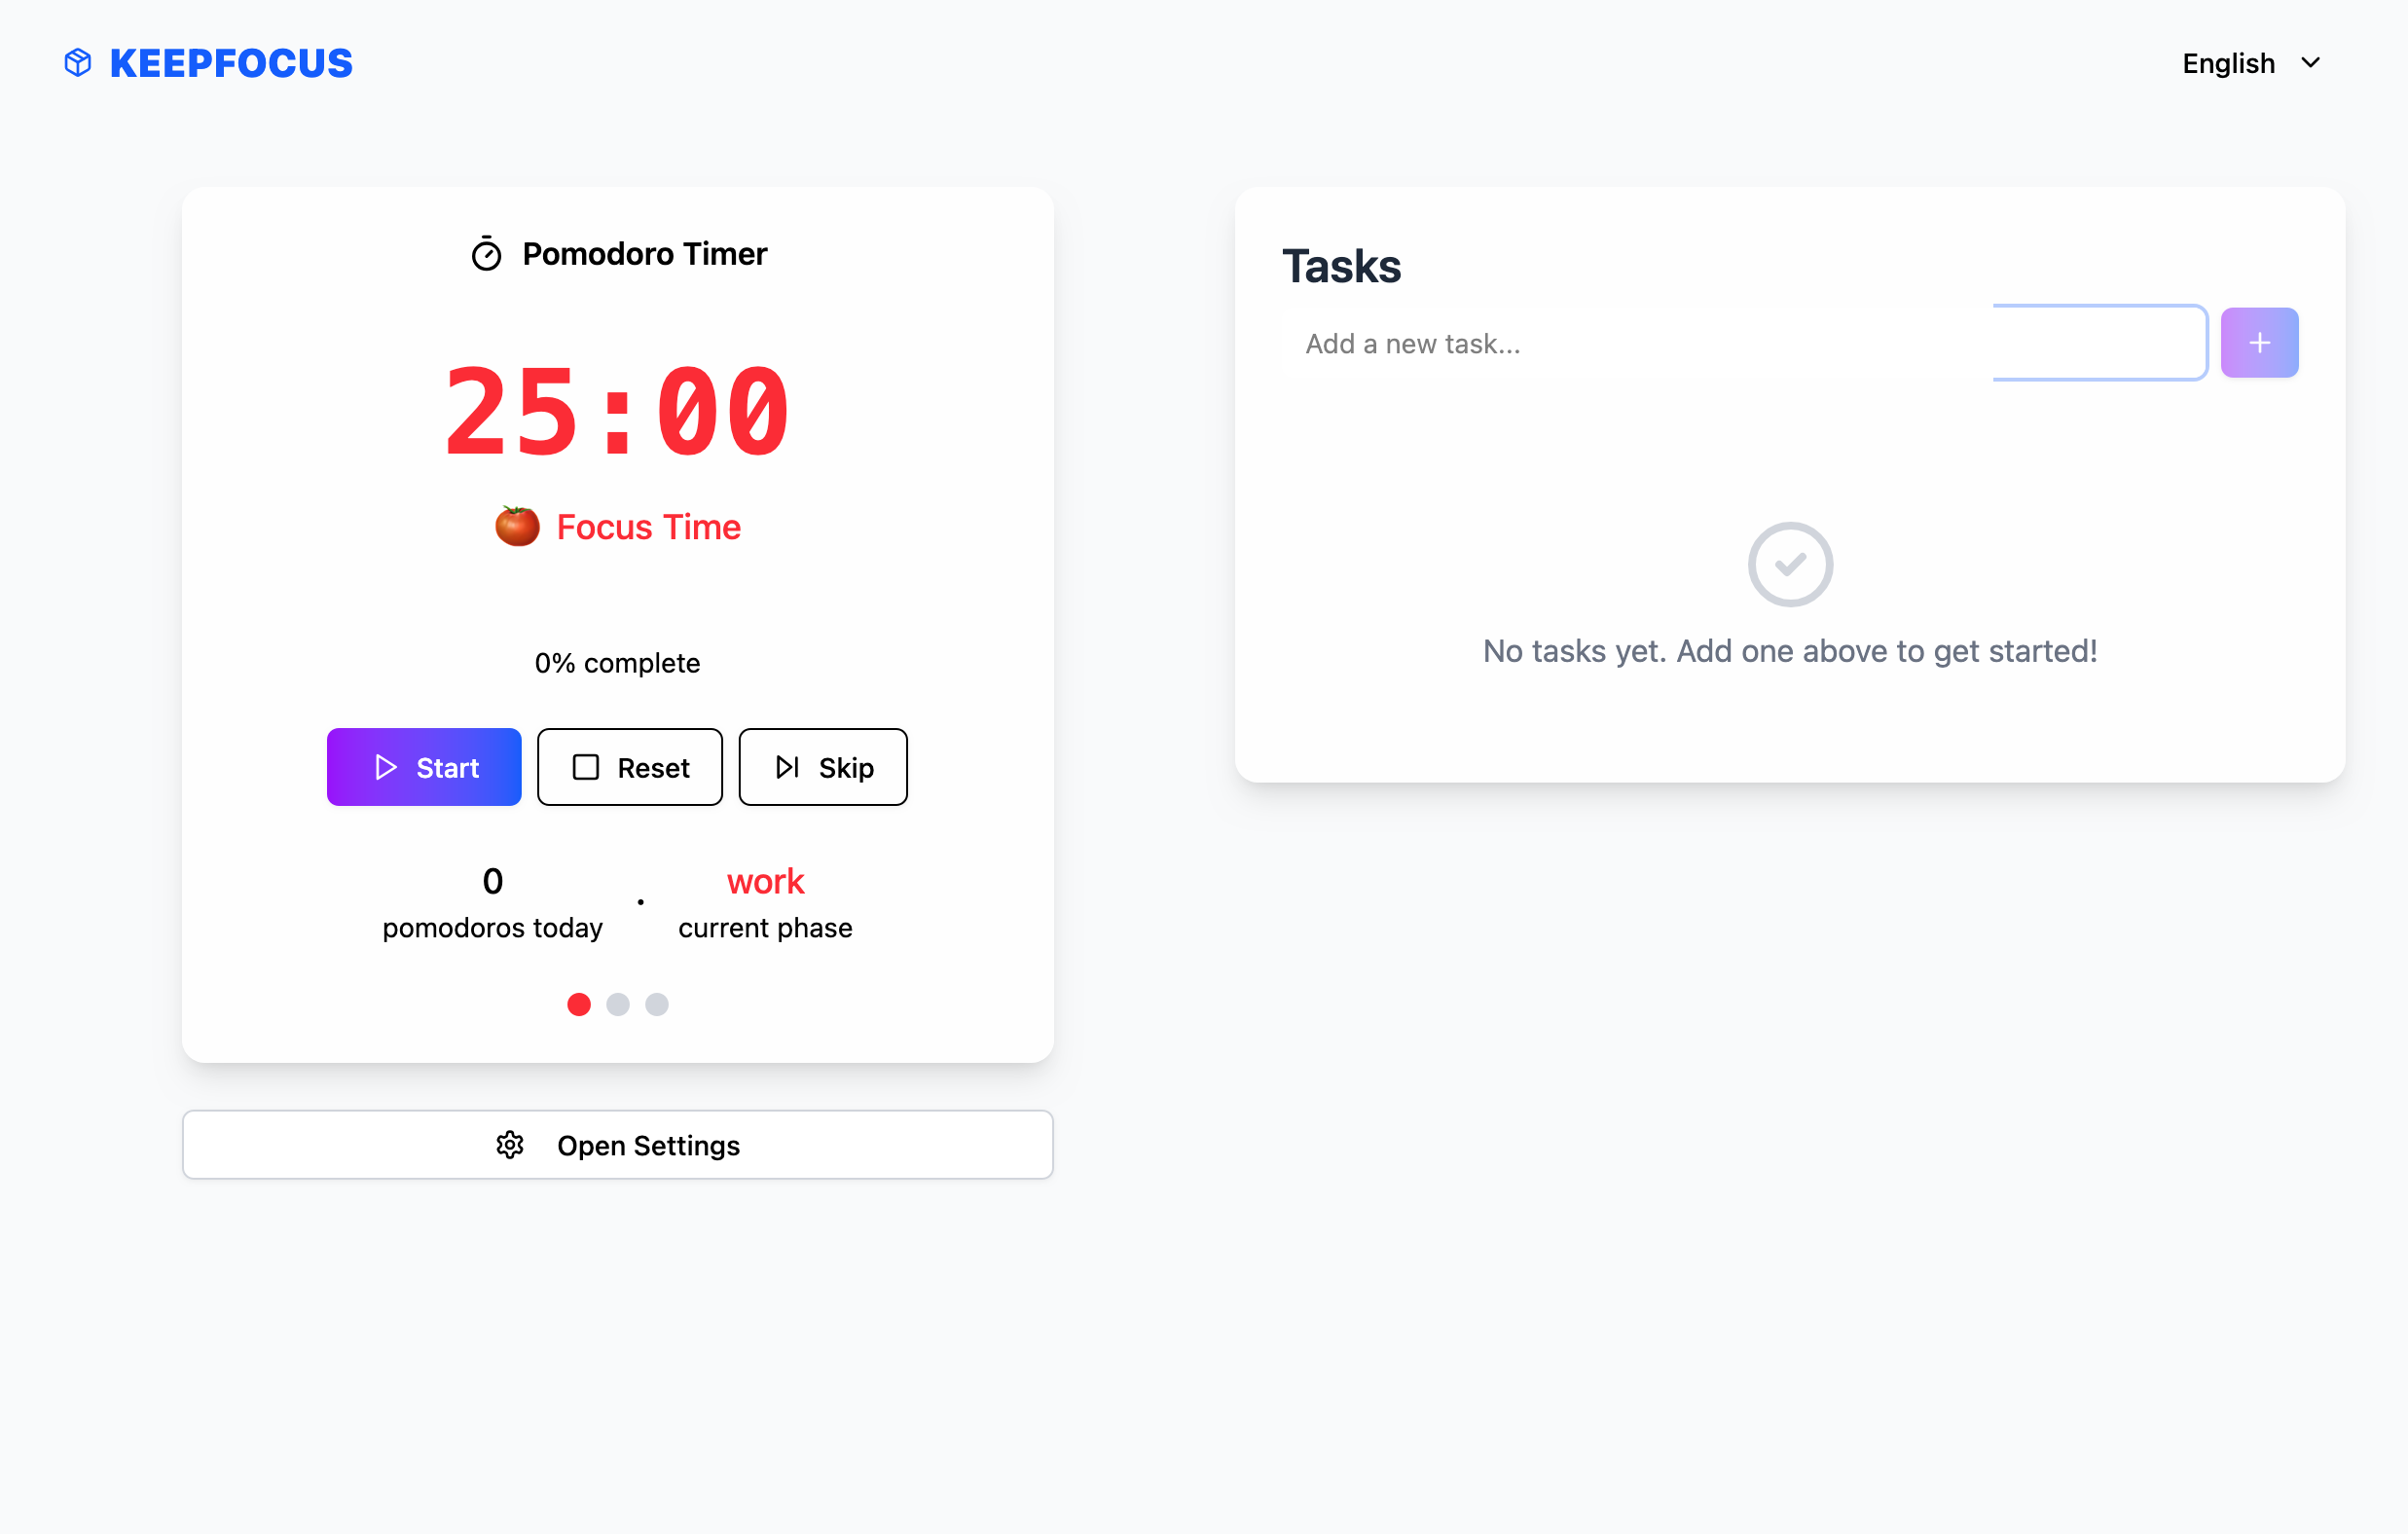 KEEPFOCUS
English
Pomodoro Timer
25:00
Focus Time
0% complete
Start
Reset
Skip
0
pomodoros today
·
work
current phase
Open Settings
Tasks
Add a new task...
No tasks yet. Add one above to get started!